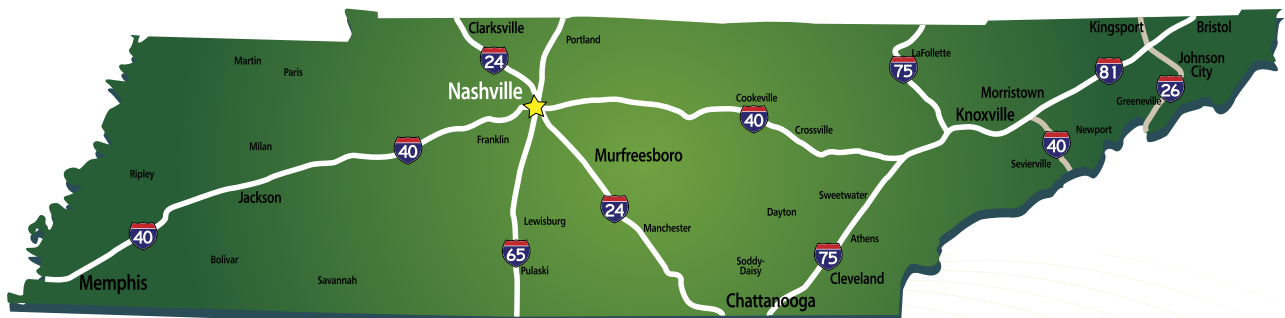 Clarksville
Portland
24
Nashville
Martin
Paris
Milan
Ripley
Jackson
40
40
Memphis
Bolivar
Savannah
Franklin
Murfreesboro
24
Lewisburg
Manchester
65
Pulaski
Cookeville
40
Crossville
Dayton
Soddy-
Daisy
Chattanooga
Sweetwater
Athens
75
Cleveland
LaFollette
75
Knoxville
Morristown
Kingsport
Bristol
81
Johnson
City
26
Greeneville
Newport
40
Sevierville